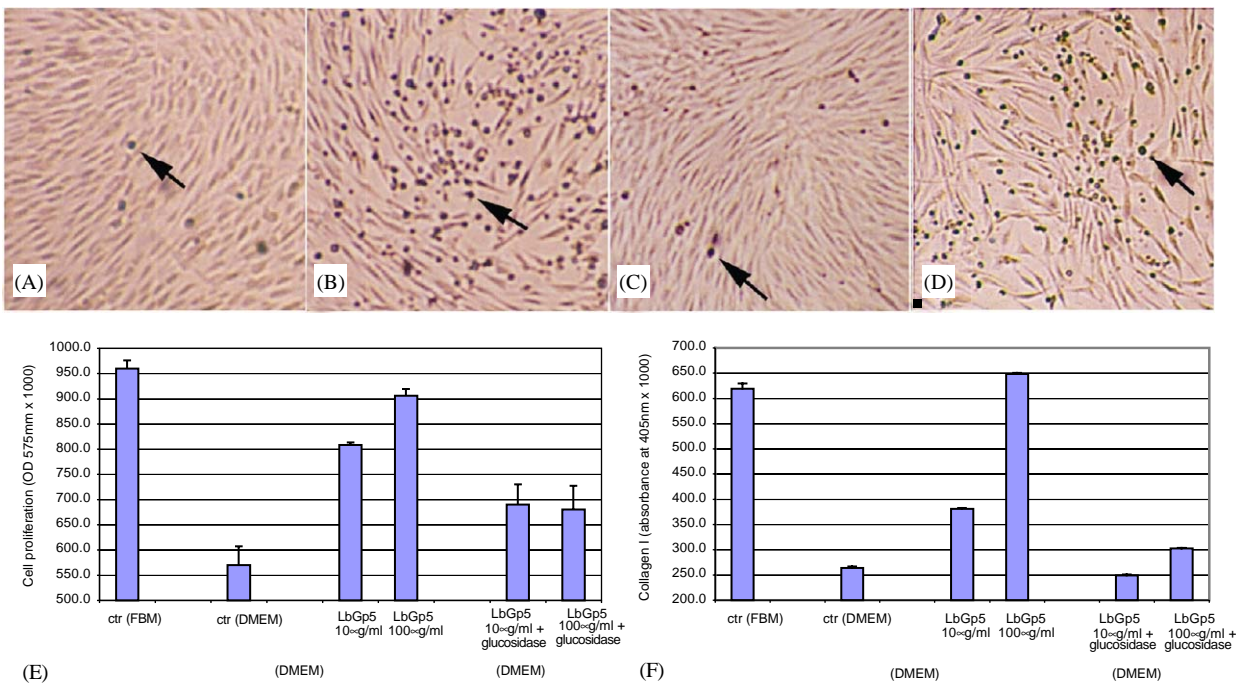 (A)
(B)
(C)
(D)
Cell proliferation (OD 575mm x 1000)
1000.0
950.0
900.0
850.0
800.0
750.0
700.0
650.0
600.0
550.0
500.0
ctr (FBM)
ctr (DMEM)
LbGp5
10∞g/ml
LbGp5
100∞g/ml
LbGp5
10∞g/ml +
glucosidase
LbGp5
100∞g/ml +
glucosidase
(DMEM)
(DMEM)
(E)
Collagen I (absorbance at 405nm x 1000)
700.0
650.0
600.0
550.0
500.0
450.0
400.0
350.0
300.0
250.0
200.0
ctr (FBM)
ctr (DMEM)
LbGp5
10∞g/ml
LbGp5
100∞g/ml
LbGp5
10∞g/ml +
glucosidase
LbGp5
100∞g/ml +
glucosidase
(DMEM)
(DMEM)
(F)